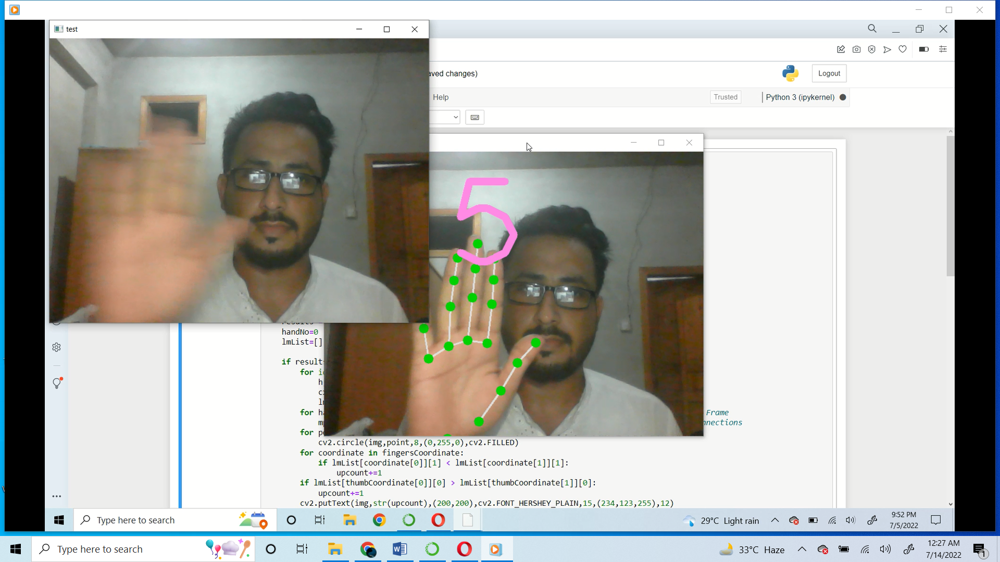 test
aved changes)
Logout
Help
Trusted
Python 3 (ipykernel)
5
handNo=0
lmList=[]
if result
for
h
for h
Frame
m
nnections
for p
cv2.circle(img,point,8,(0,255,0),cv2.FILLED)
for coordinate in fingersCoordinate:
if lmList[coordinate[0]][1] < lmList[coordinate[1]][1]:
upcount+=1
if lmList[thumbCoordinate[0]][0] > lmList[thumbCoordinate[1]][0]:
upcount+=1
cv2.putText(img,str(upcount),(200,200),cv2.FONT_HERSHEY_PLAIN,15,(234,123,255),12)
Type here to search
29°C Light rain
9:52 PM
7/5/2022
Type here to search
33°C Haze
12:27 AM
7/14/2022
1